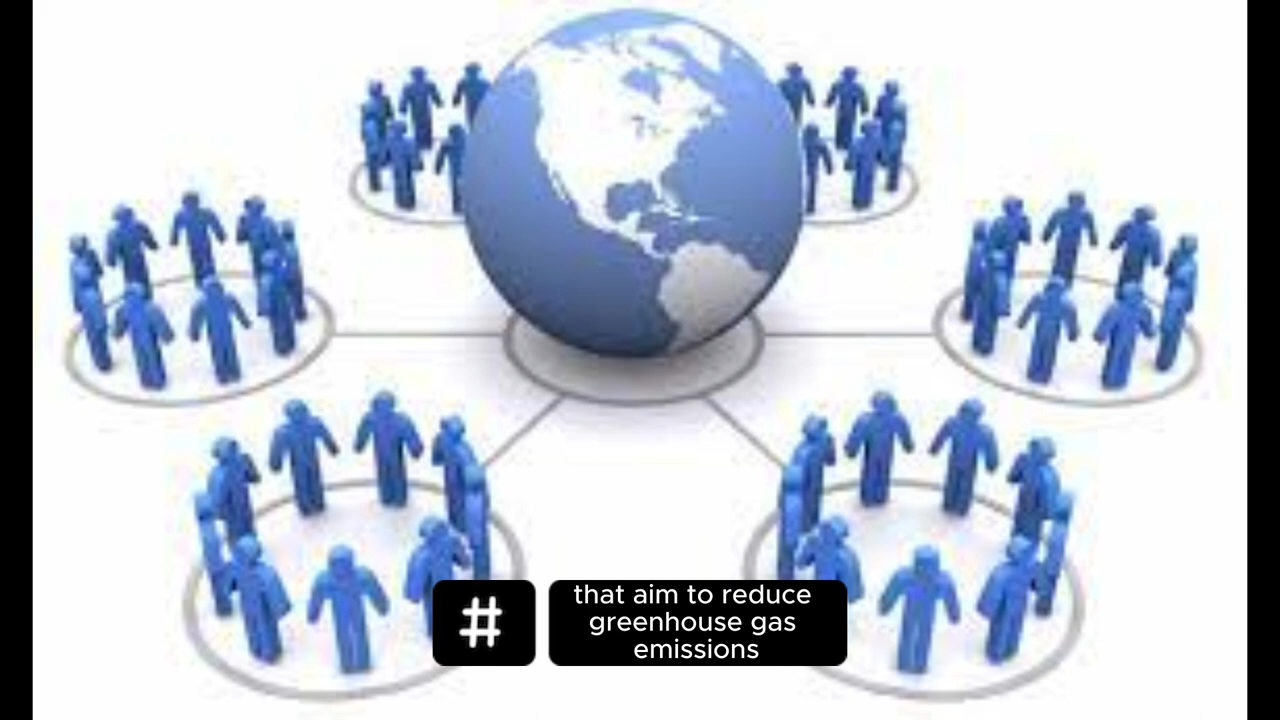 #
that aim to reduce
greenhouse gas
emissions